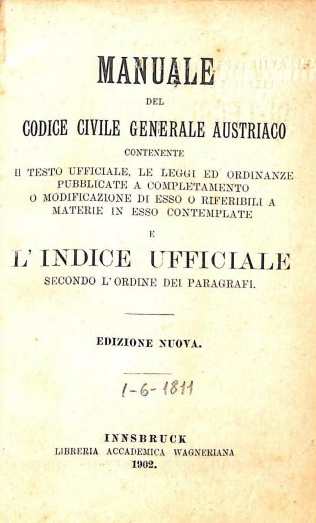 MANUALE
DEL
CODICE CIVILE GENERALE AUSTRIACO
CONTENENTE
Il TESTO UFFICIALE, LE LEGGI ED ORDINANZE
PUBBLICATE A COMPLETAMENTO
O MODIFICAZIONE DI ESSO O RIFERIBILI A
MATERIE IN ESSO CONTEMPLATE
E
L'INDICE UFFICIALE
SECONDO L'ORDINE DEI PARAGRAFI.
EDIZIONE NUOVA.
1-6-1811
INNSBRUCK
LIBRERIA ACCADEMICA WAGNERIANA
1902.